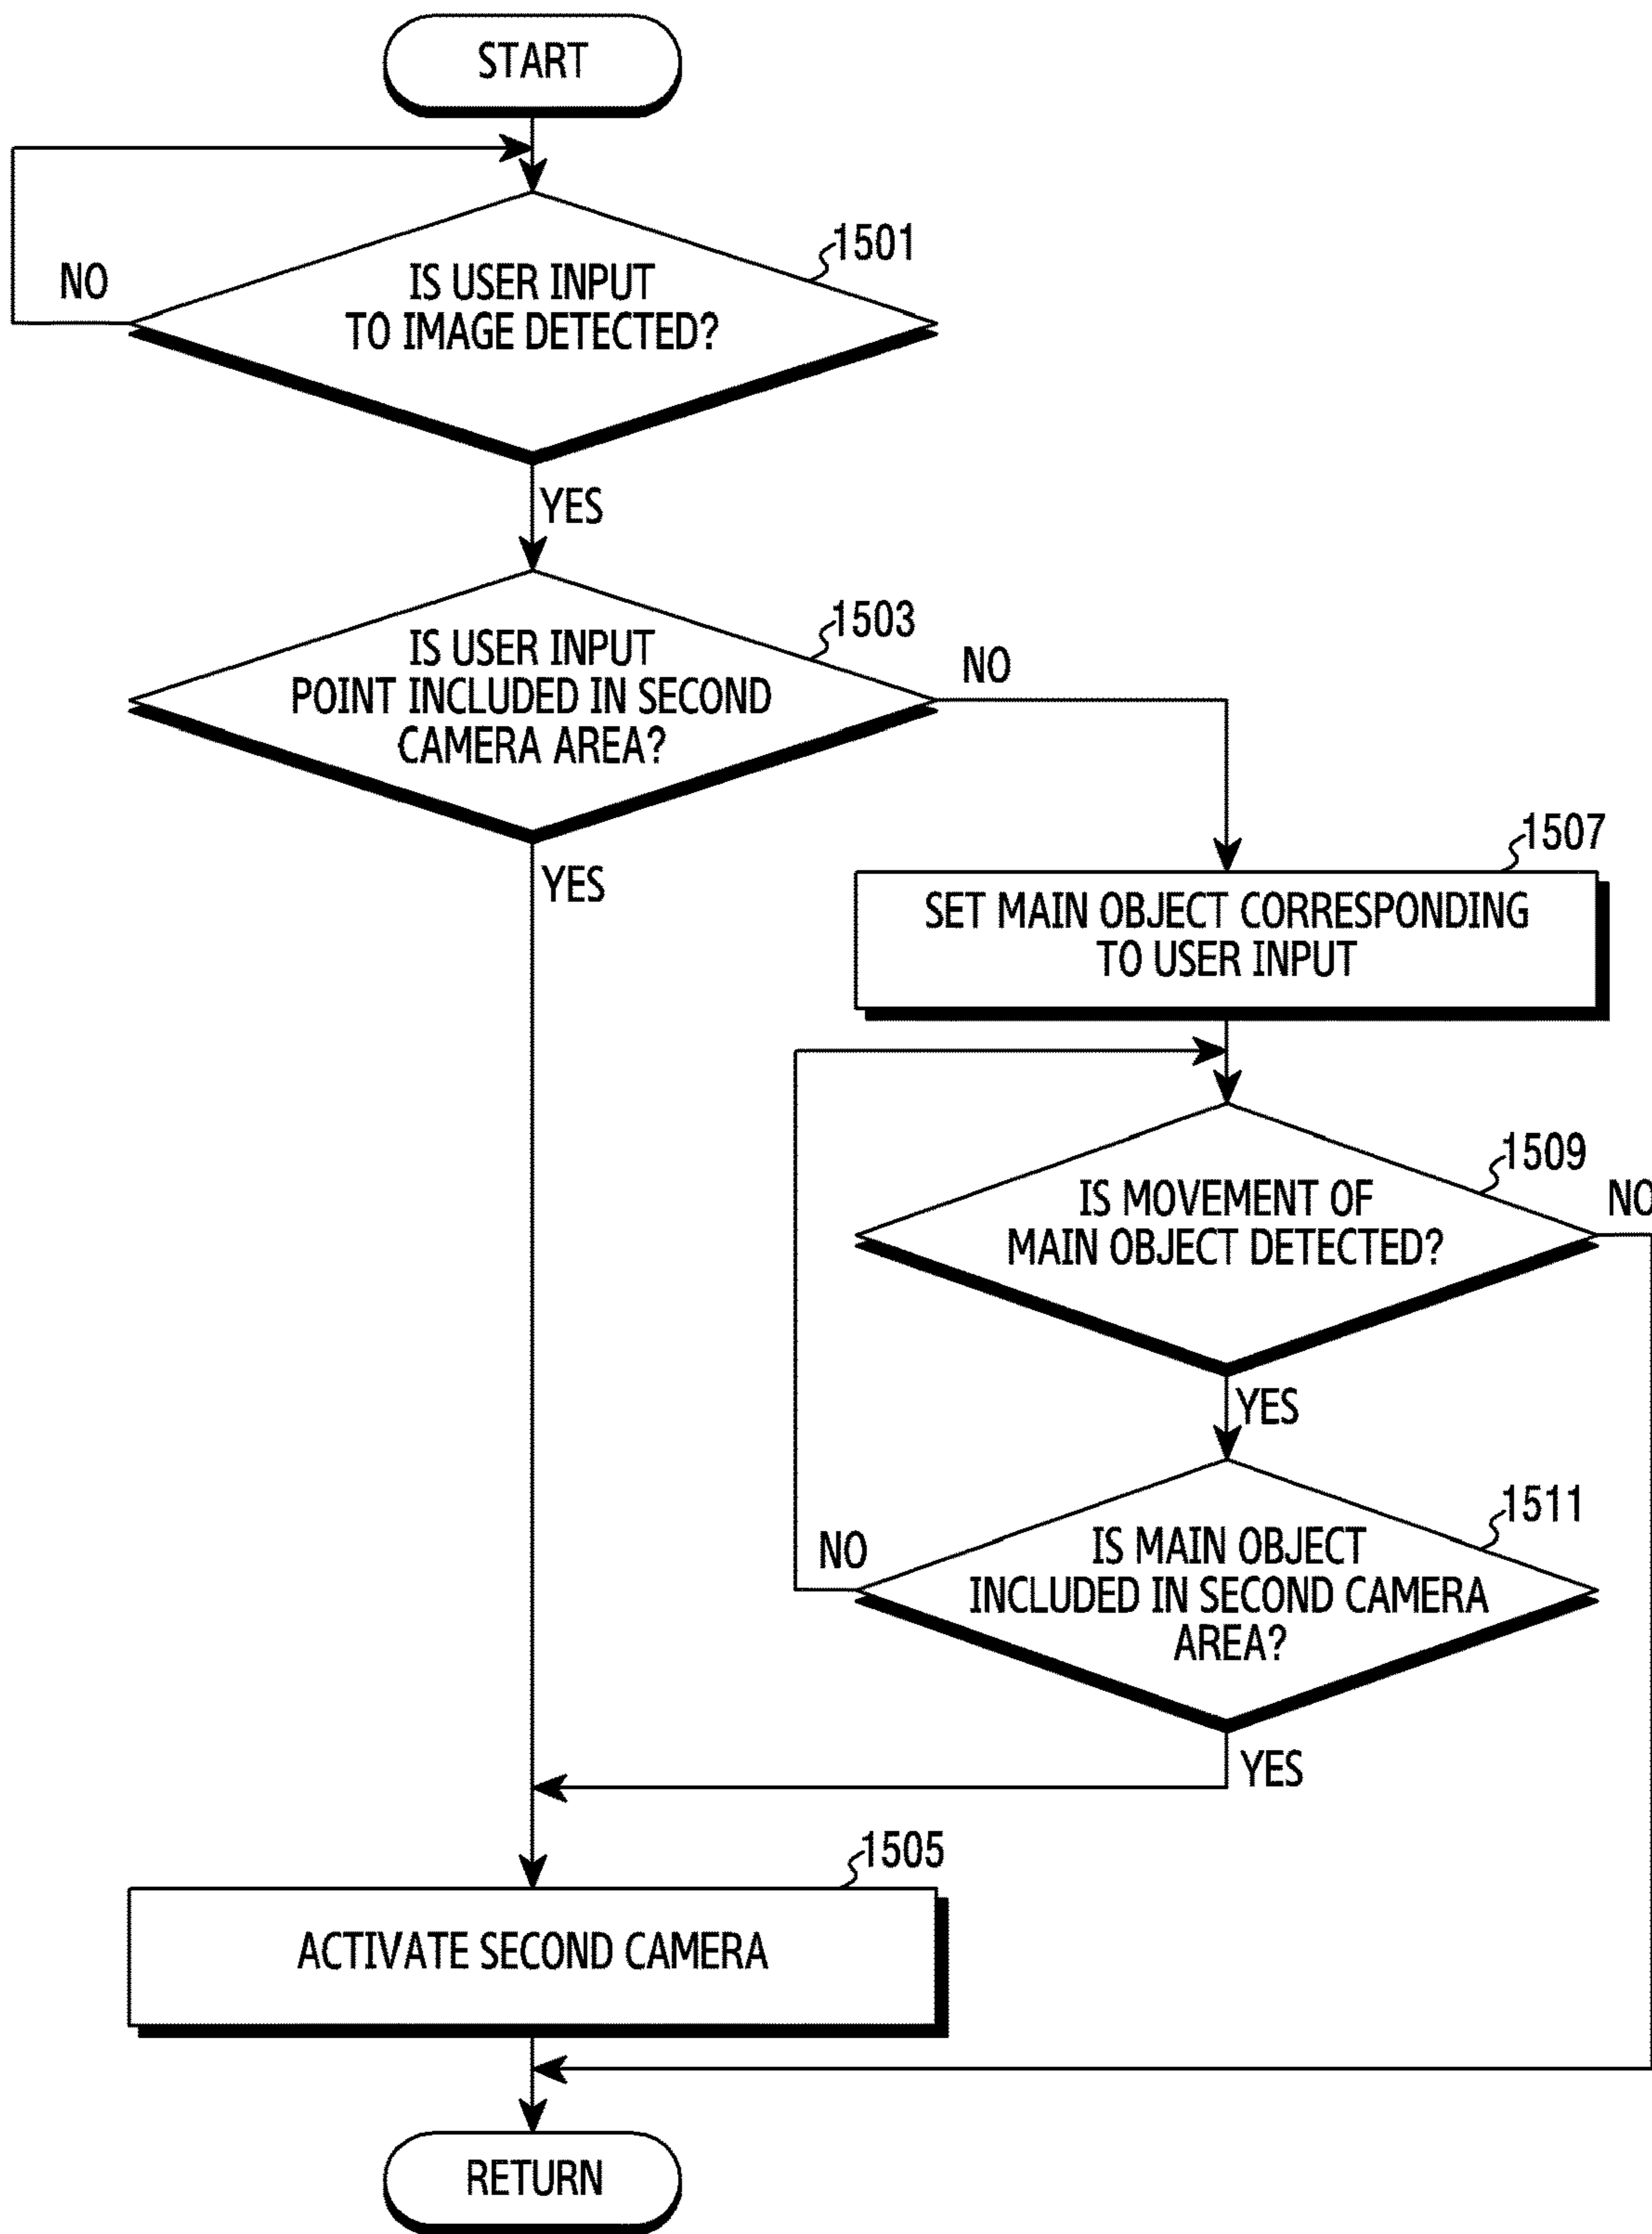 START
1501
NO
IS USER INPUT
TO IMAGE DETECTED?
YES
1503
IS USER INPUT
POINT INCLUDED IN SECOND
CAMERA AREA?
NO
YES
1507
SET MAIN OBJECT CORRESPONDING
TO USER INPUT
1509
IS MOVEMENT OF
MAIN OBJECT DETECTED?
NO
YES
1511
IS MAIN OBJECT
INCLUDED IN SECOND CAMERA
AREA?
NO
YES
1505
ACTIVATE SECOND CAMERA
RETURN